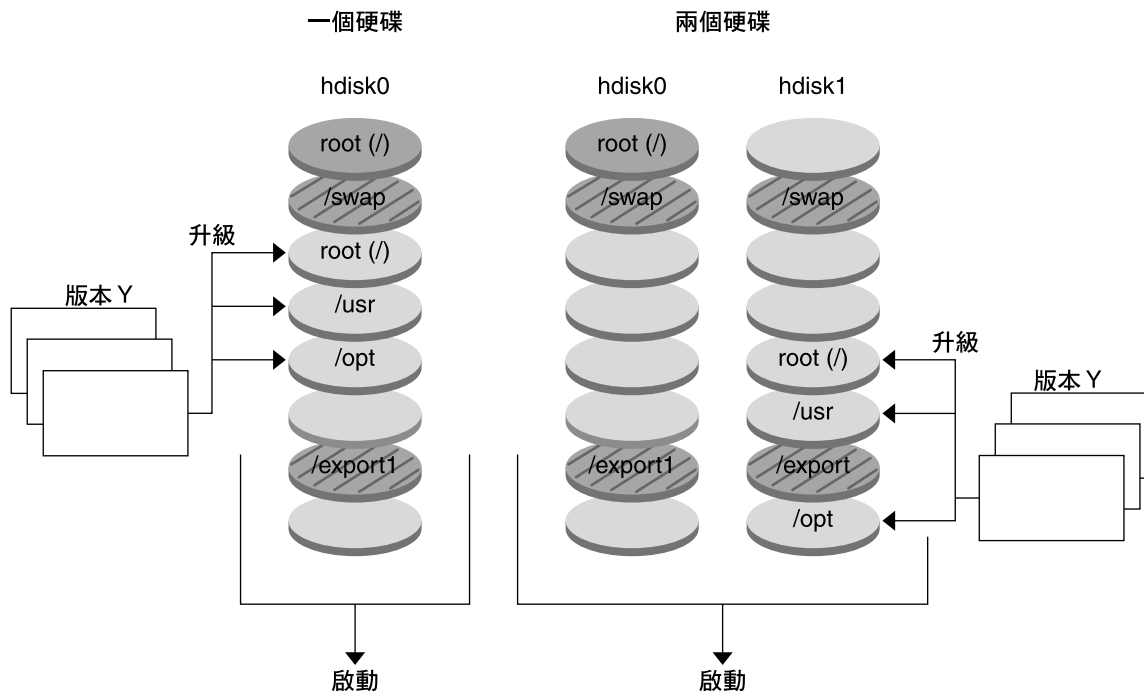 一個硬碟
hdisk0
root (/)
/swap
升級
root (/)
版本 Y
/usr
/opt
/export1
啟動
兩個硬碟
hdisk0
hdisk1
root (/)
/swap
/swap
root (/)
升級
版本 Y
/usr
/export1
/export
/opt
啟動